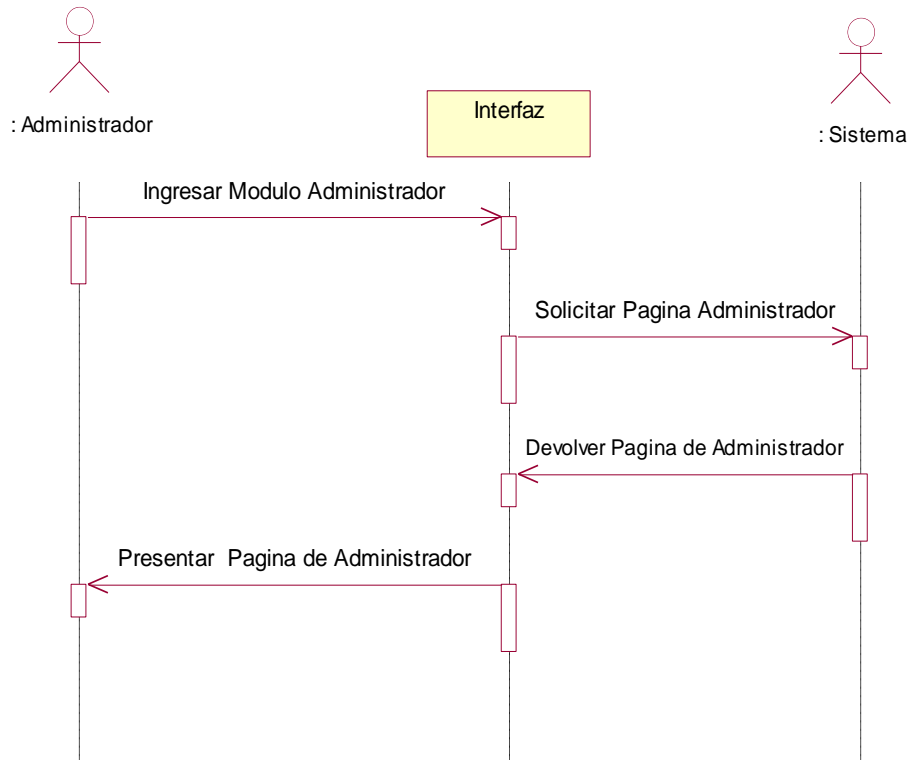 : Administrador
Interfaz
: Sistema
Ingresar Modulo Administrador
Solicitar Pagina Administrador
Devolver Pagina de Administrador
Presentar  Pagina de Administrador